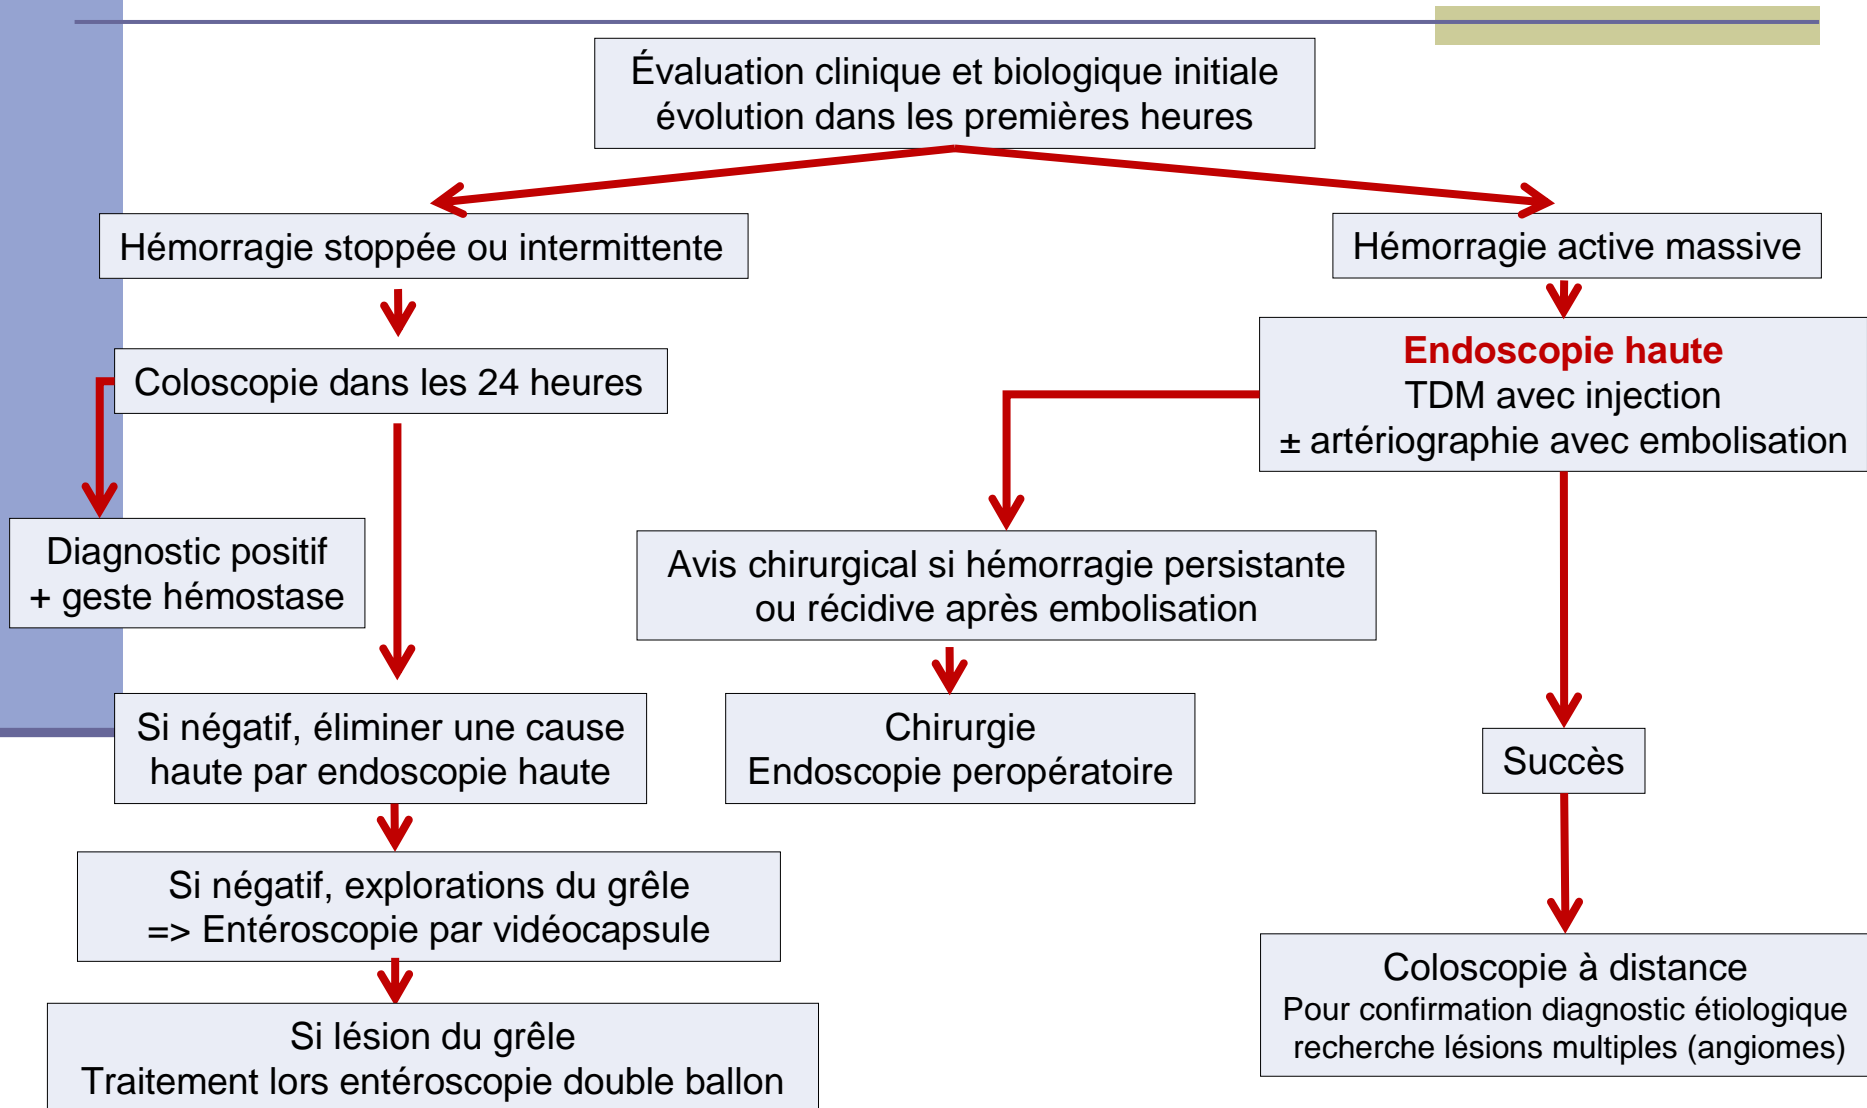 Évaluation clinique et biologique initiale
évolution dans les premières heures
Hémorragie stoppée ou intermittente
Hémorragie active massive
Coloscopie dans les 24 heures
Endoscopie haute
TDM avec injection
± artériographie avec embolisation
Diagnostic positif
+ geste hémostase
Avis chirurgical si hémorragie persistante
ou récidive après embolisation
Si négatif, éliminer une cause
haute par endoscopie haute
Chirurgie
Endoscopie peropératoire
Succès
Si négatif, explorations du grêle
=> Entéroscopie par vidéocapsule
Coloscopie à distance
Pour confirmation diagnostic étiologique
recherche lésions multiples (angiomes)
Si lésion du grêle
Traitement lors entéroscopie double ballon